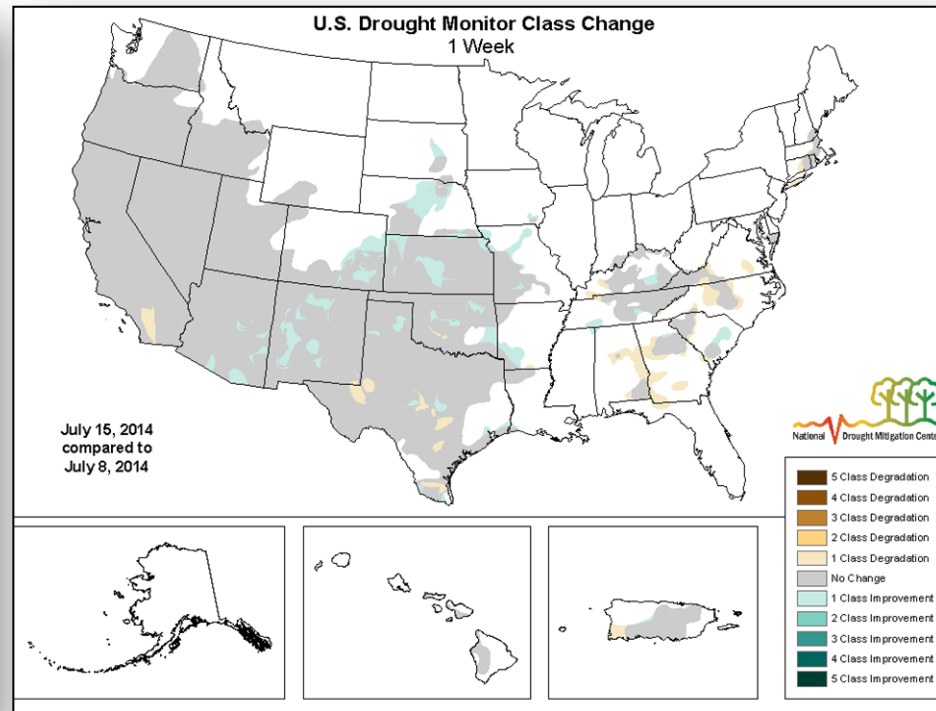 U.S. Drought Monitor Class Change
1 Week
July 15, 2014
compared to
July 8, 2014
National Drought Mitigation Center
5 Class Degradation
4 Class Degradation
3 Class Degradation
2 Class Degradation
1 Class Degradation
No Change
1 Class Improvement
2 Class Improvement
3 Class Improvement
4 Class Improvement
5 Class Improvement